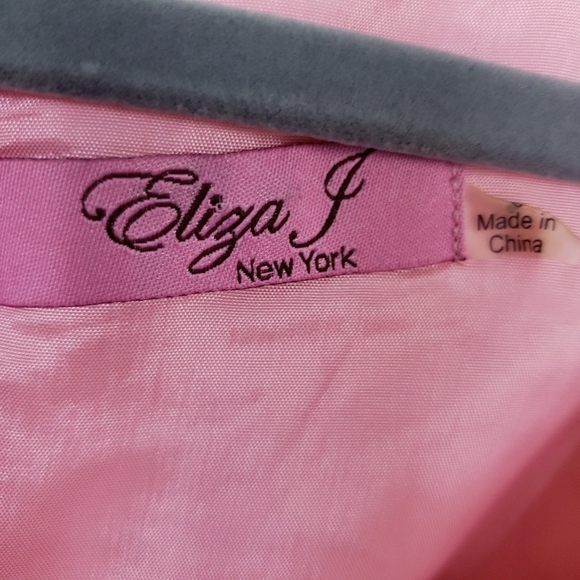 Eliza J
New York
Made in
China